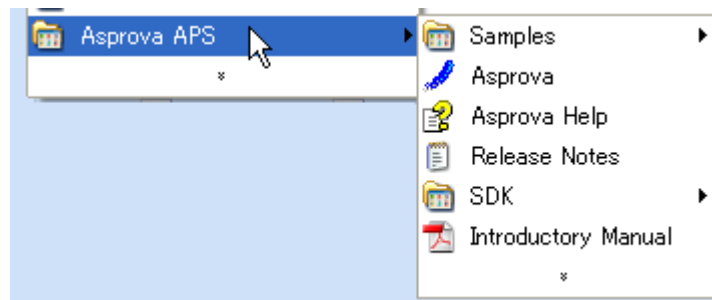 Asprova APS
Samples
Asprova
Asprova Help
Release Notes
SDK
Introductory Manual